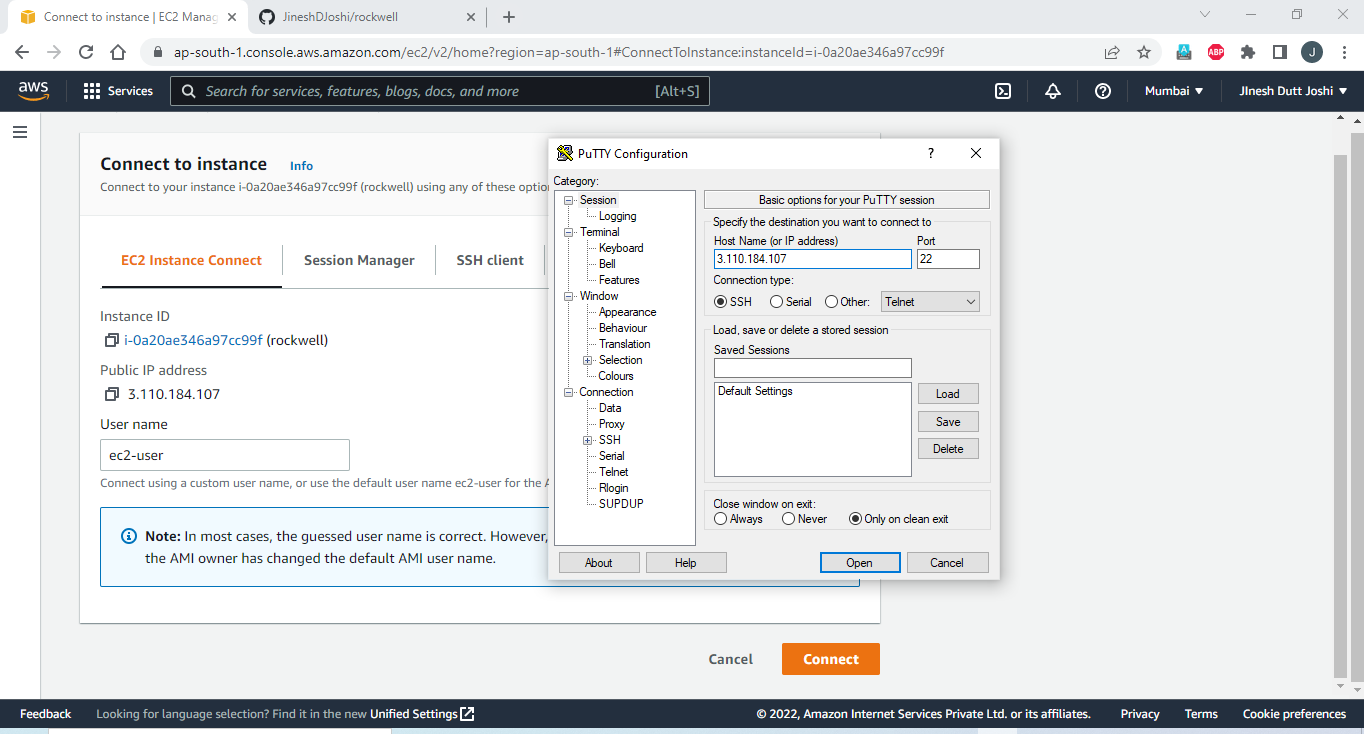 Connect to instance | EC2 Manag
JineshDJoshi/rockwell
ap-south-1.console.aws.amazon.com/ec2/v2/home?region=ap-south-1#ConnectToInstance:instanceId=i-0a20ae346a97cc99f
ABP
J
aws
Services
Search for services, features, blogs, docs, and more [Alt+S]
Mumbai
JInesh Dutt Joshi
Connect to instance Info
Connect to your instance i-0a20ae346a97cc99f (rockwell) using any of these optio
EC2 Instance Connect
Session Manager
SSH client
Instance ID
i-0a20ae346a97cc99f (rockwell)
Public IP address
3.110.184.107
User name
ec2-user
Connect using a custom user name, or use the default user name ec2-user for the A
Note: In most cases, the guessed user name is correct. However,
the AMI owner has changed the default AMI user name.
Cancel
Connect
PuTTY Configuration
?
Category:
Session
Logging
Terminal
Keyboard
Bell
Features
Window
Appearance
Behaviour
Translation
Selection
Colours
Connection
Data
Proxy
SSH
Serial
Telnet
Rlogin
SUPDUP
Basic options for your PuTTY session
Specify the destination you want to connect to
Host Name (or IP address) Port
3.110.184.107 22
Connection type:
SSH Serial Other: Telnet
Load, save or delete a stored session
Saved Sessions
Default Settings
Load
Save
Delete
Close window on exit:
Always Never Only on clean exit
About
Help
Open
Cancel
Feedback
Looking for language selection? Find it in the new Unified Settings
© 2022, Amazon Internet Services Private Ltd. or its affiliates.
Privacy
Terms
Cookie preferences